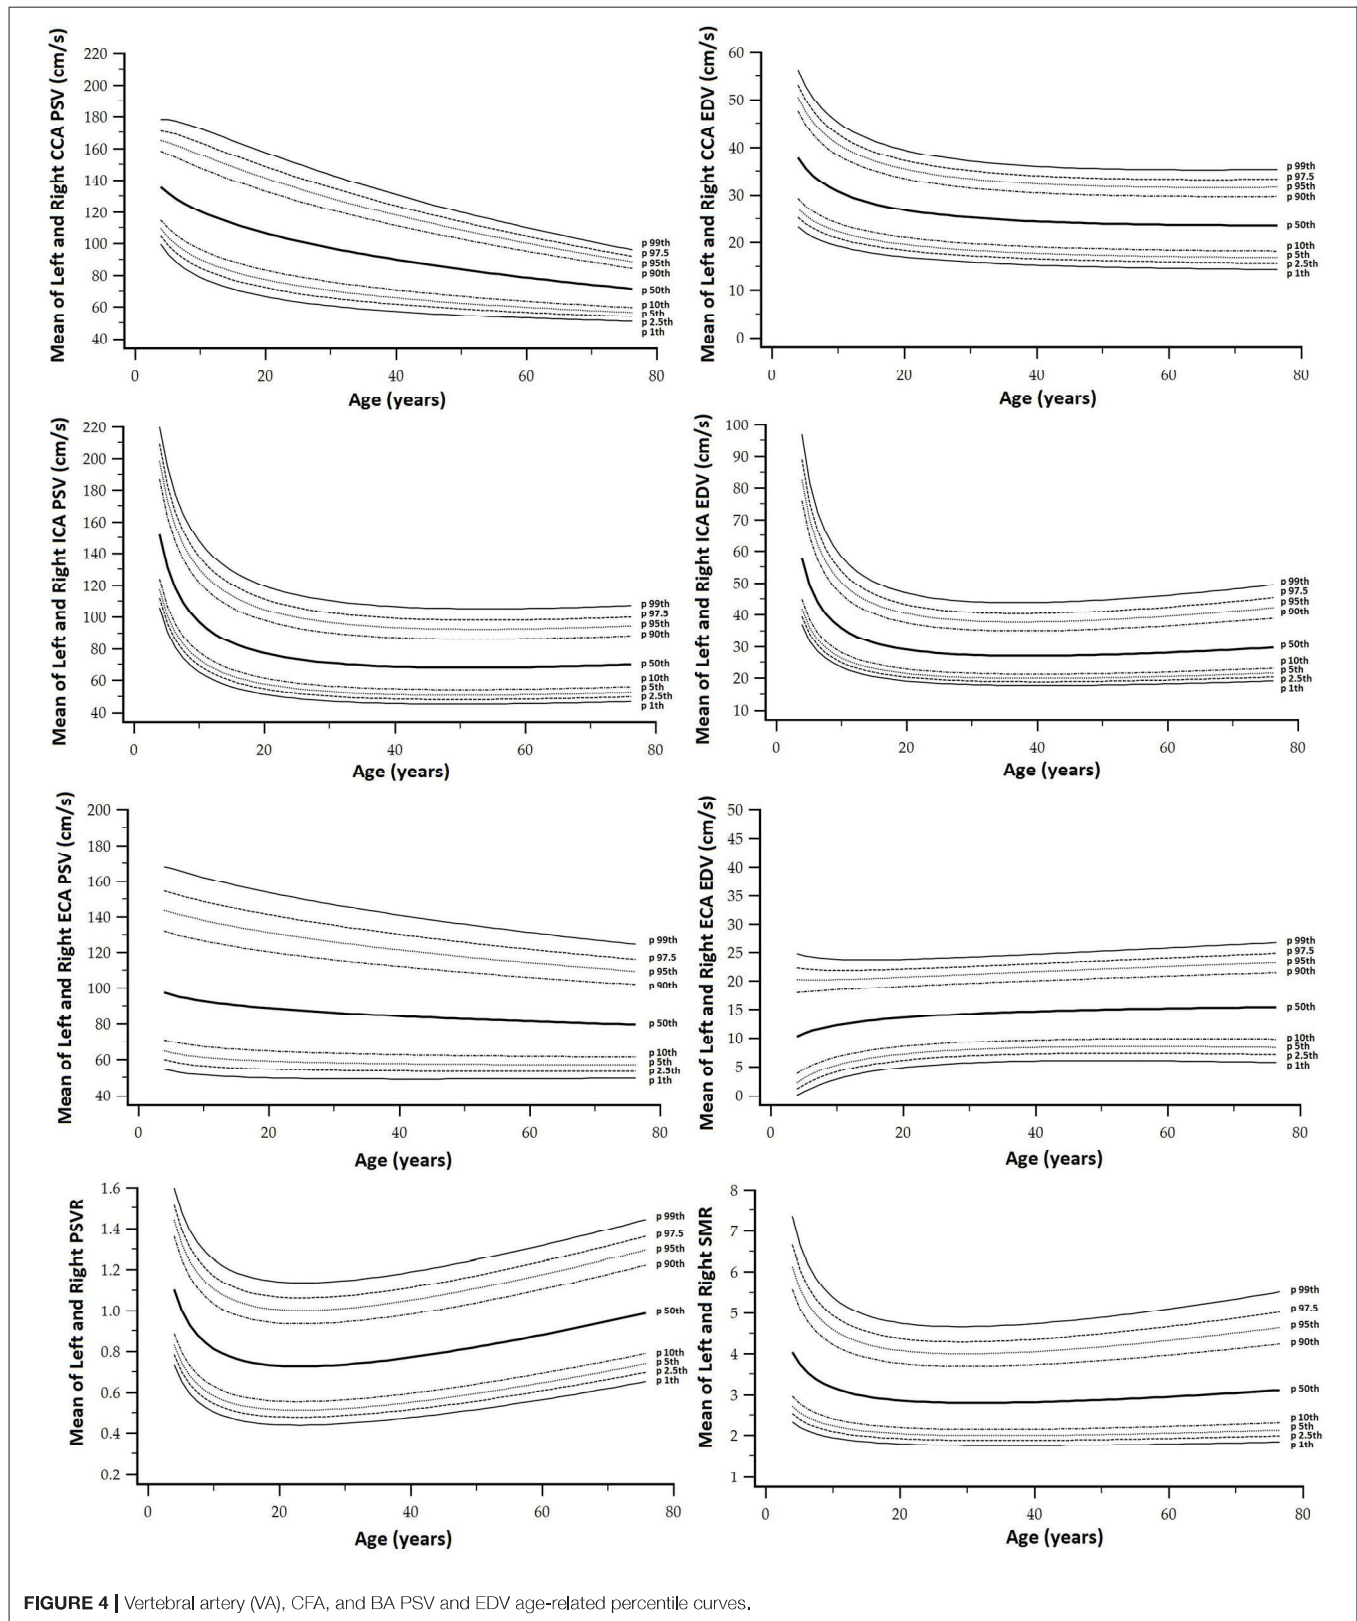 Mean of Left and Right CCA PSV (cm/s)
220
200
180
160
140
120
100
80
60
40
p 99th
p 97.5
p 95th
p 90th
p 50th
p 10th
p 5th
p 2.5th
p 1th
0 20 40 60 80
Age (years)
Mean of Left and Right CCA EDV (cm/s)
60
50
40
30
20
10
0
p 99th
p 97.5
p 95th
p 90th
p 50th
p 10th
p 5th
p 2.5th
p 1th
0 20 40 60 80
Age (years)
Mean of Left and Right ICA PSV (cm/s)
220
200
180
160
140
120
100
80
60
40
p 99th
p 97.5
p 95th
p 90th
p 50th
p 10th
p 5th
p 2.5th
p 1th
0 20 40 60 80
Age (years)
Mean of Left and Right ICA EDV (cm/s)
100
90
80
70
60
50
40
30
20
10
p 99th
p 97.5
p 95th
p 90th
p 50th
p 10th
p 5th
p 2.5th
p 1th
0 20 40 60 80
Age (years)
Mean of Left and Right ECA PSV (cm/s)
200
180
160
140
120
100
80
60
40
p 99th
p 97.5
p 95th
p 90th
p 50th
p 10th
p 5th
p 2.5th
p 1th
0 20 40 60 80
Age (years)
Mean of Left and Right ECA EDV (cm/s)
50
45
40
35
30
25
20
15
10
5
0
p 99th
p 97.5
p 95th
p 90th
p 50th
p 10th
p 5th
p 2.5th
p 1th
0 20 40 60 80
Age (years)
Mean of Left and Right PSVR
1.6
1.4
1.2
1.0
0.8
0.6
0.4
0.2
p 99th
p 97.5
p 95th
p 90th
p 50th
p 10th
p 5th
p 2.5th
p 1th
0 20 40 60 80
Age (years)
Mean of Left and Right SMR
8
7
6
5
4
3
2
1
p 99th
p 97.5
p 95th
p 90th
p 50th
p 10th
p 5th
p 2.5th
p 1th
0 20 40 60 80
Age (years)
FIGURE 4 | Vertebral artery (VA), CFA, and BA PSV and EDV age-related percentile curves.